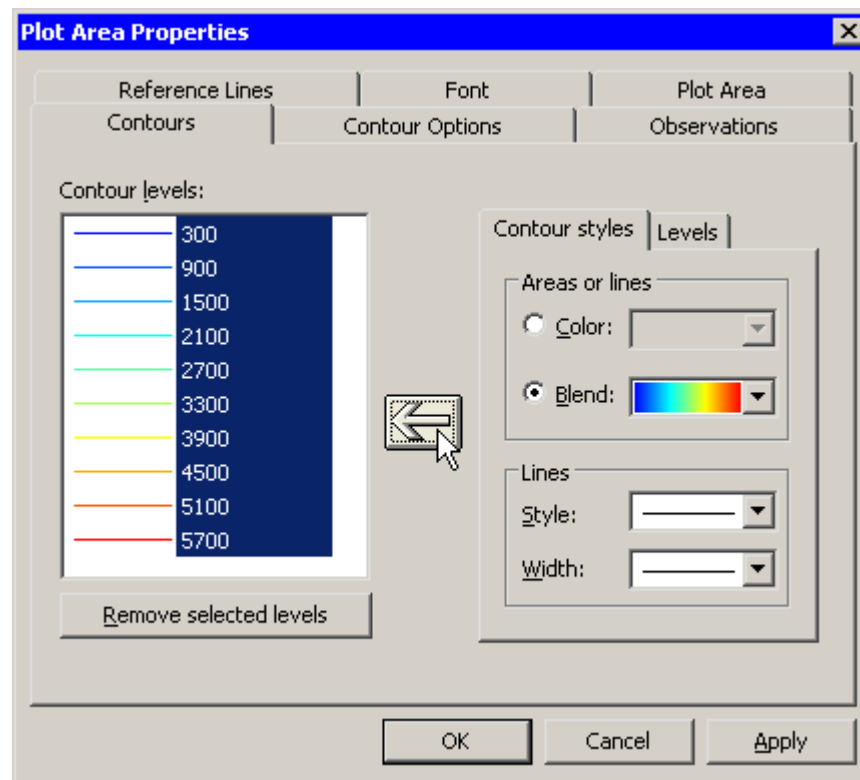 Plot Area Properties
Reference Lines Font Plot Area
Contours Contour Options Observations
Contour levels:
300
900
1500
2100
2700
3300
3900
4500
5100
5700
Remove selected levels
Contour styles Levels
Areas or lines
Color:
Blend:
Lines
Style:
Width:
OK Cancel Apply